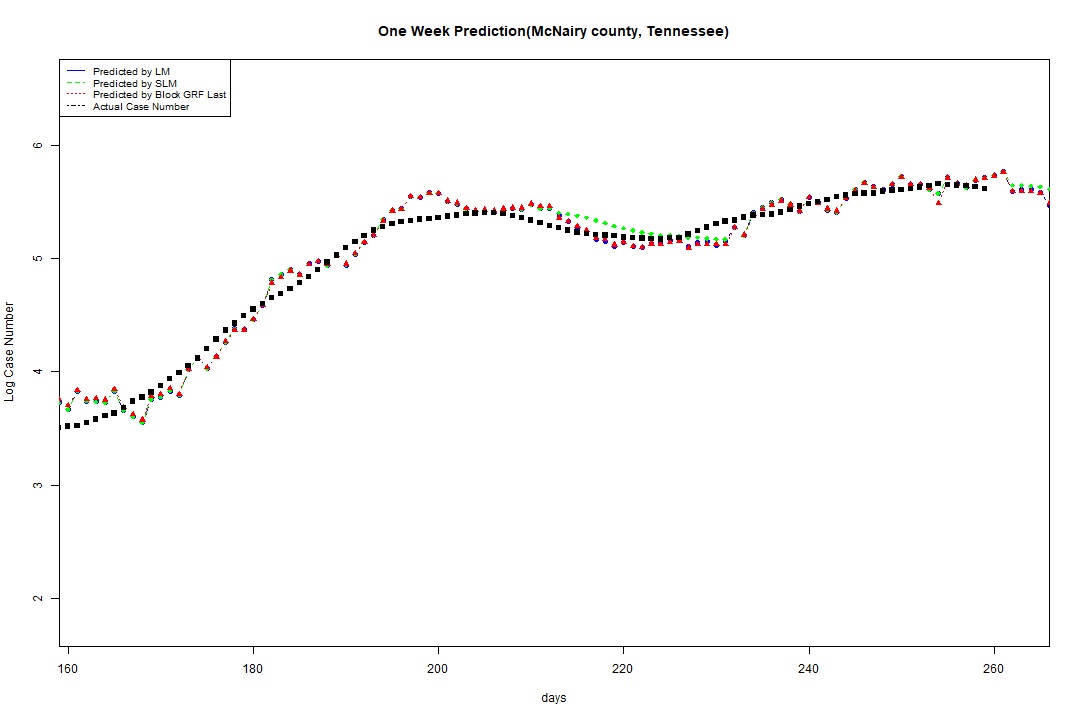 One Week Prediction(McNairy county, Tennessee)
Predicted by LM
Predicted by SLM
Predicted by Block GRF Last
Actual Case Number
6
5
4
3
2
Log Case Number
160 180 200 220 240 260
days